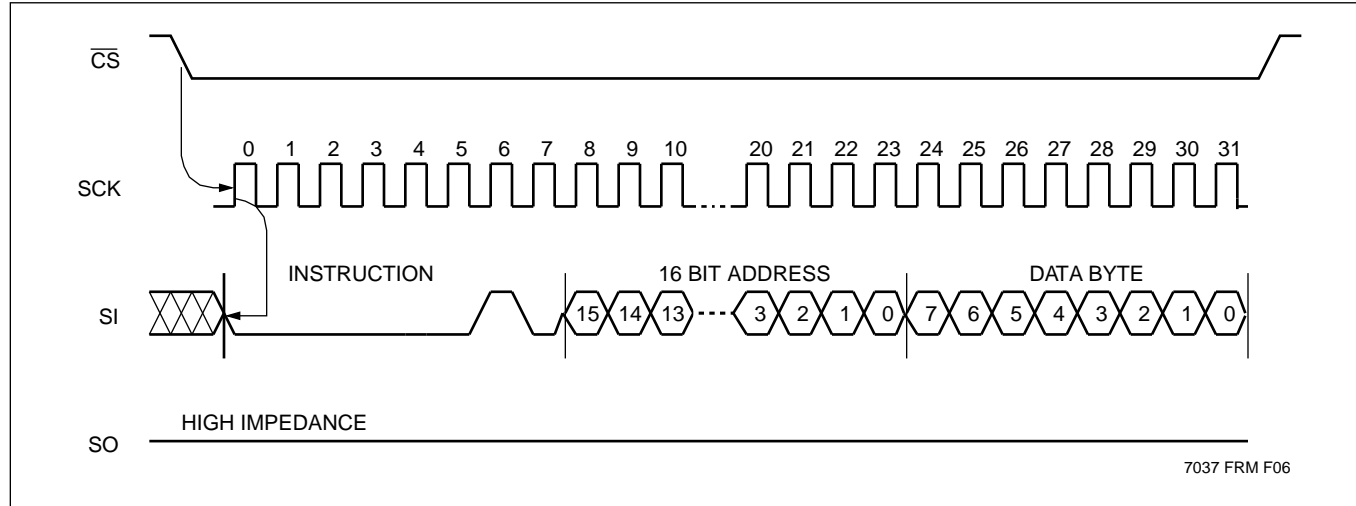 CS
0 1 2 3 4 5 6 7 8 9 10 20 21 22 23 24 25 26 27 28 29 30 31
SCK
INSTRUCTION 16 BIT ADDRESS DATA BYTE
SI 15 14 13 3 2 1 0 7 6 5 4 3 2 1 0
HIGH IMPEDANCE
SO
7037 FRM F06